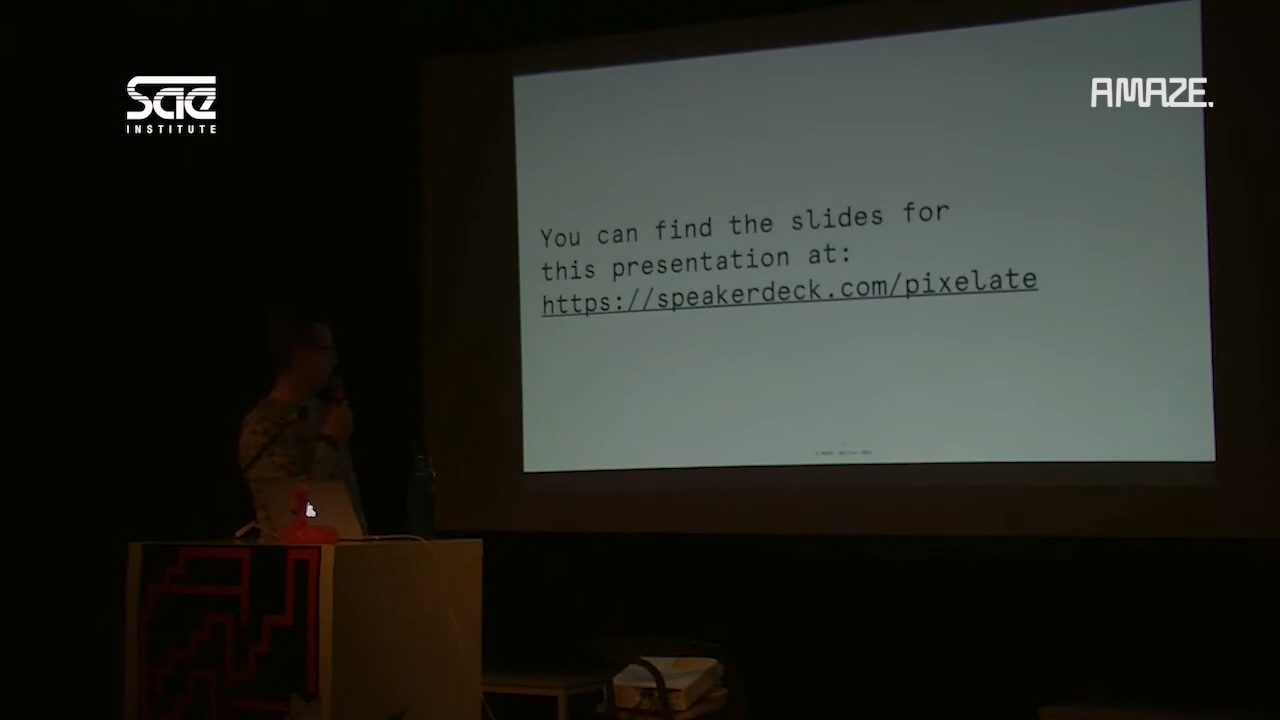 sae
INSTITUTE
AMAZE.
You can find the slides for
this presentation at:
https://speakerdeck.com/pixelate